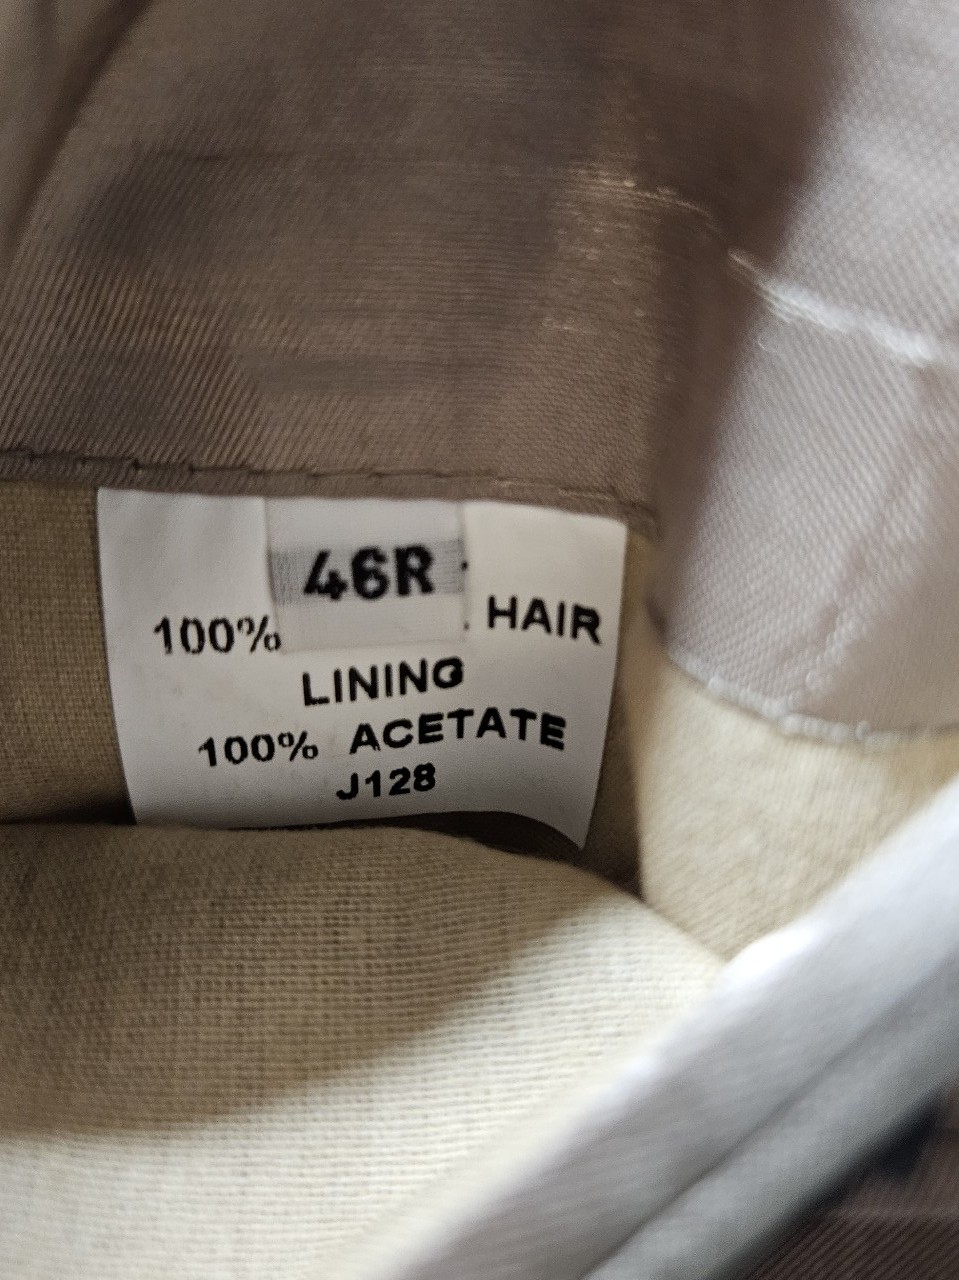 46R
100% HAIR
LINING
100% ACETATE
J128